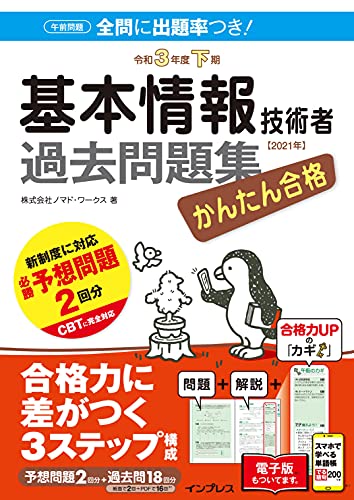 午前問題 全問に出題率つき!
令和3年度下期
基本情報技術者
【2021年】
過去問題集
かんたん合格
株式会社ノマド・ワークス 著
新制度に対応
必勝 予想問題
2回分
CBTに完全対応
合格力UP
の「カギ」
合格力に
差がつく
3ステップ構成
問題+解説+
予想問題2回分+過去問18回分
電子版
もついてます。
スマホで
学べる
単語帳
200
インプレス